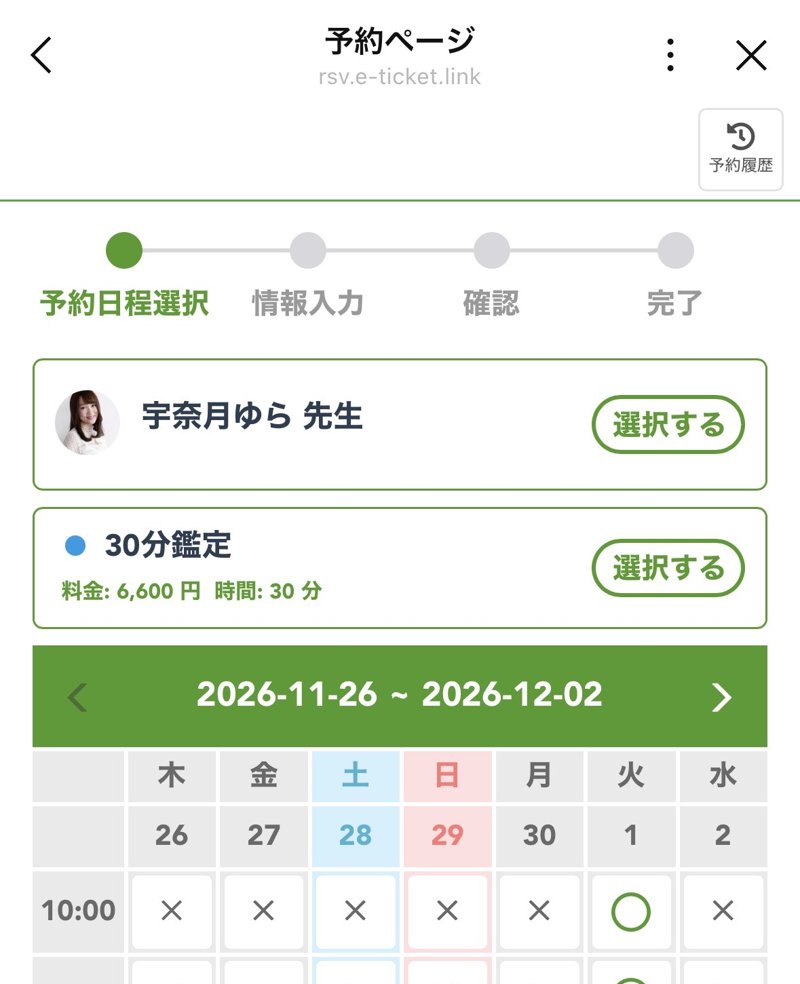 予約ページ
rsv.e-ticket.link
予約履歴
予約日程選択 情報入力 確認 完了
宇奈月ゆら 先生
選択する
30分鑑定
料金: 6,600 円 時間: 30 分
選択する
2026-11-26 ~ 2026-12-02
木 金 土 日 月 火 水
26 27 28 29 30 1 2
10:00 × × × × × ○ ×